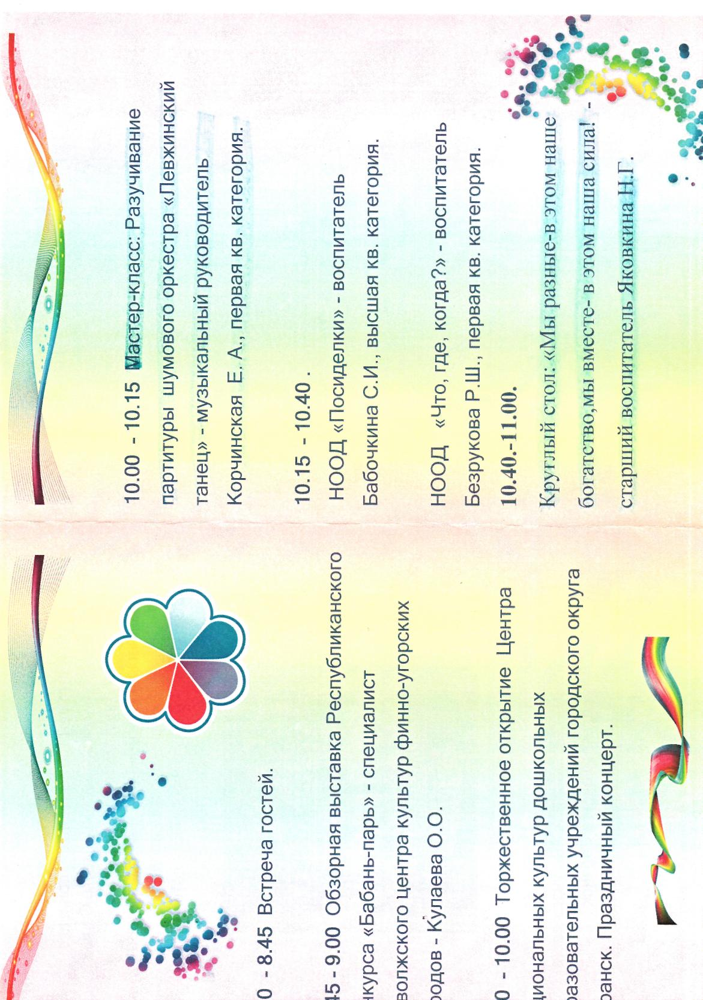 0 - 8.45 Встреча гостей.
45 - 9.00 Обзорная выставка Республиканского
нкурса «Бабань-парь» - специалист
волжского центра культур финно-угорских
одов - Кулаева О.О.
0 - 10.00 Торжественное открытие Центра
циональных культур дошкольных
разовательных учреждений городского округа
ранск. Праздничный концерт.
10.00 - 10.15 Мастер-класс: Разучивание
партитуры шумового оркестра «Левжинский
танец» - музыкальный руководитель
Корчинская Е. А., первая кв. категория.
10.15 - 10.40 .
НООД «Посиделки» - воспитатель
Бабочкина С.И., высшая кв. категория.
НООД «Что, где, когда?» - воспитатель
Безрукова Р.Ш., первая кв. категория.
10.40.-11.00.
Круглый стол: «Мы разные-в этом наше
богатство,мы вместе- в этом наша сила! -
старший воспитатель Яковкина Н.Г .